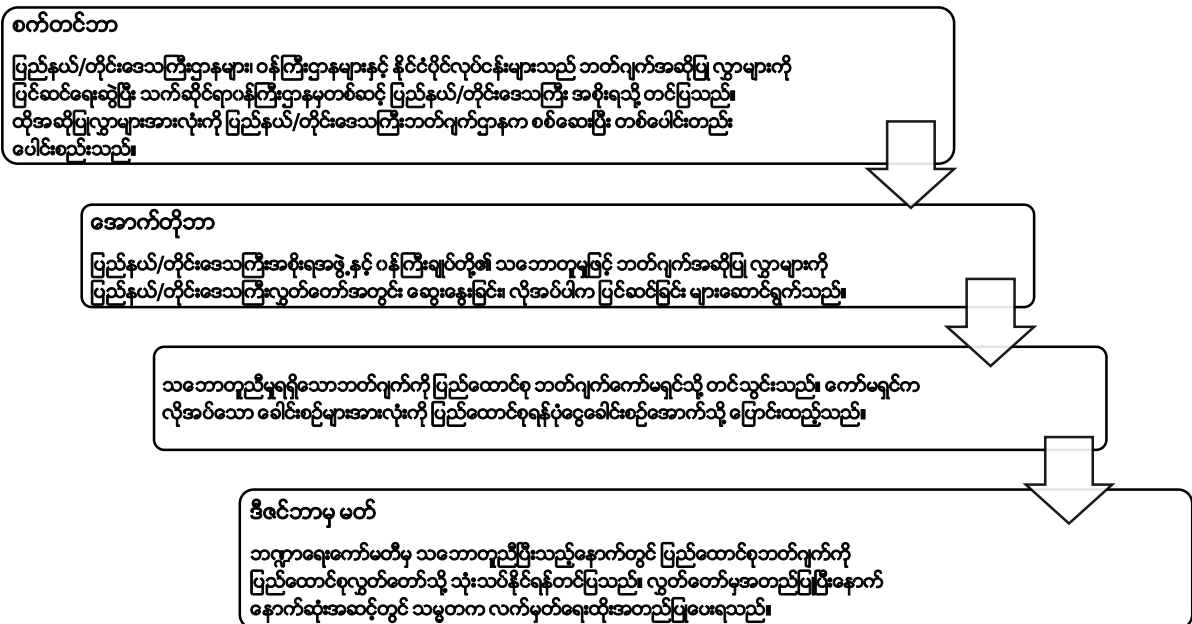 စက်တင်ဘာ
ပြည်နယ်/တိုင်းဒေသကြီးဌာနများ၊ ဝန်ကြီးဌာနများနှင့် နိုင်ငံပိုင်လုပ်ငန်းများသည် ဘတ်ဂျက်အဆိုပြု လွှာများကို
ပြင်ဆင်ရေးဆွဲပြီး သက်ဆိုင်ရာ၀န်ကြီးဌာနမှတစ်ဆင့် ပြည်နယ်/တိုင်းဒေသကြီး အစိုးရသို့ တင်ပြသည်။
ထိုအဆိုပြုလွှာများအားလုံးကို ပြည်နယ်/တိုင်းဒေသကြီးဘတ်ဂျက်ဌာနက စစ်ဆေးပြီး တစ်ပေါင်းတည်း
ပေါင်းစည်းသည်။
အောက်တိုဘာ
ပြည်နယ်/တိုင်းဒေသကြီးအစိုးရအဖွဲ့ နှင့် ၀န်ကြီးချုပ်တို့၏ သဘောတူမှုဖြင့် ဘတ်ဂျက်အဆိုပြု လွှာများကို
ပြည်နယ်/တိုင်းဒေသကြီးလွှတ်တော်အတွင်း ဆွေးနွေးခြင်း၊ လိုအပ်ပါက ပြင်ဆင်ခြင်း များဆောင်ရွက်သည်။
သဘောတူညီမှုရရှိသောဘတ်ဂျက်ကို ပြည်ထောင်စု ဘတ်ဂျက်ကော်မရှင်သို့ တင်သွင်းသည်။ ကော်မရှင်က
လိုအပ်သော ခေါင်းစဉ်များအားလုံးကို ပြည်ထောင်စုရန်ပုံငွေခေါင်းစဉ်အောက်သို့ ပြောင်းထည့်သည်။
ဒီဇင်ဘာမှ မတ်
ဘဏ္ဍာရေးကော်မတီမှ သဘောတူညီပြီးသည့်နောက်တွင် ပြည်ထောင်စုဘတ်ဂျက်ကို
ပြည်ထောင်စုလွှတ်တော်သို့ သုံးသပ်နိုင်ရန်တင်ပြသည်။ လွှတ်တော်မှအတည်ပြုပြီးနောက်
နောက်ဆုံးအဆင့်တွင် သမ္မတက လက်မှတ်ရေးထိုးအတည်ပြုပေးရသည်။